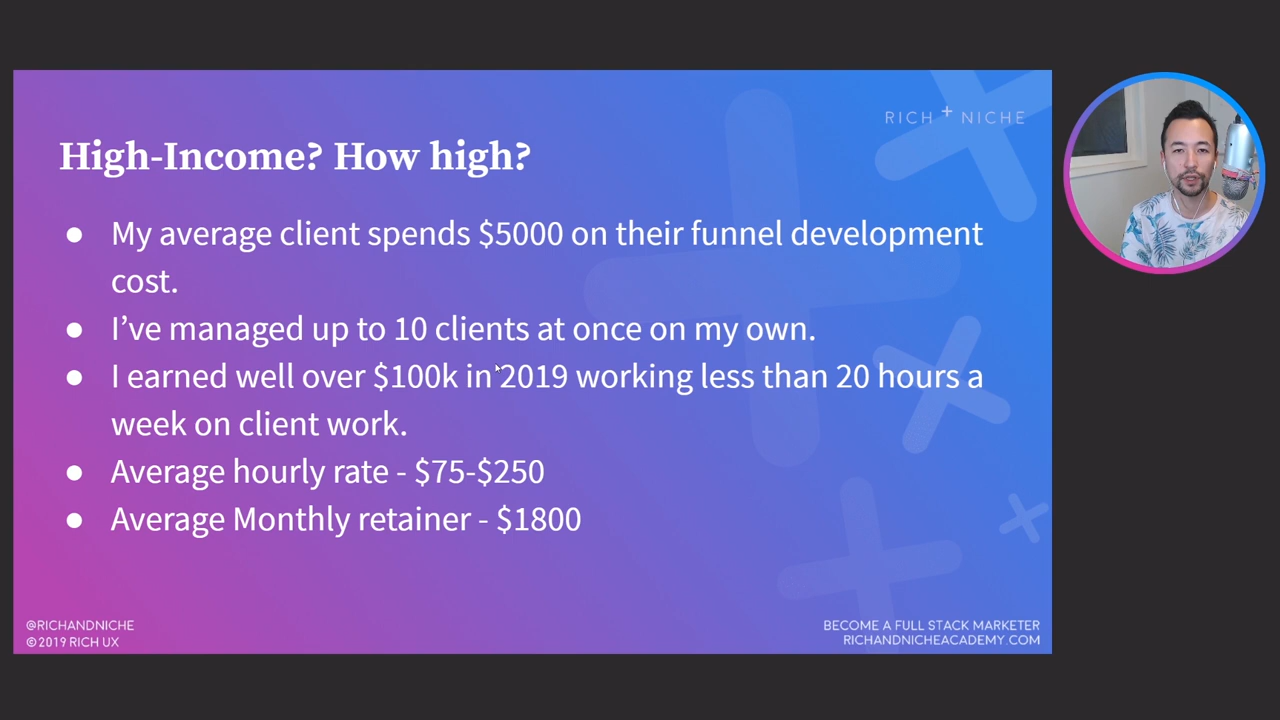 RICH + NICHE
High-Income? How high?
● My average client spends $5000 on their funnel development
cost.
● I’ve managed up to 10 clients at once on my own.
● I earned well over $100k in 2019 working less than 20 hours a
week on client work.
● Average hourly rate - $75-$250
● Average Monthly retainer - $1800
@RICHANDNICHE
©2019 RICH UX
BECOME A FULL STACK MARKETER
RICHANDNICHEACADEMY.COM